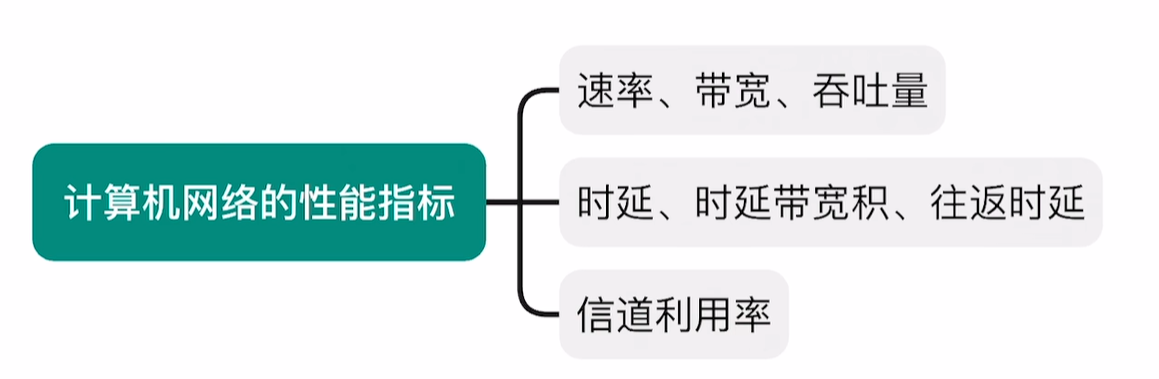 速率、带宽、吞吐量
计算机网络的性能指标
时延、时延带宽积、往返时延
信道利用率